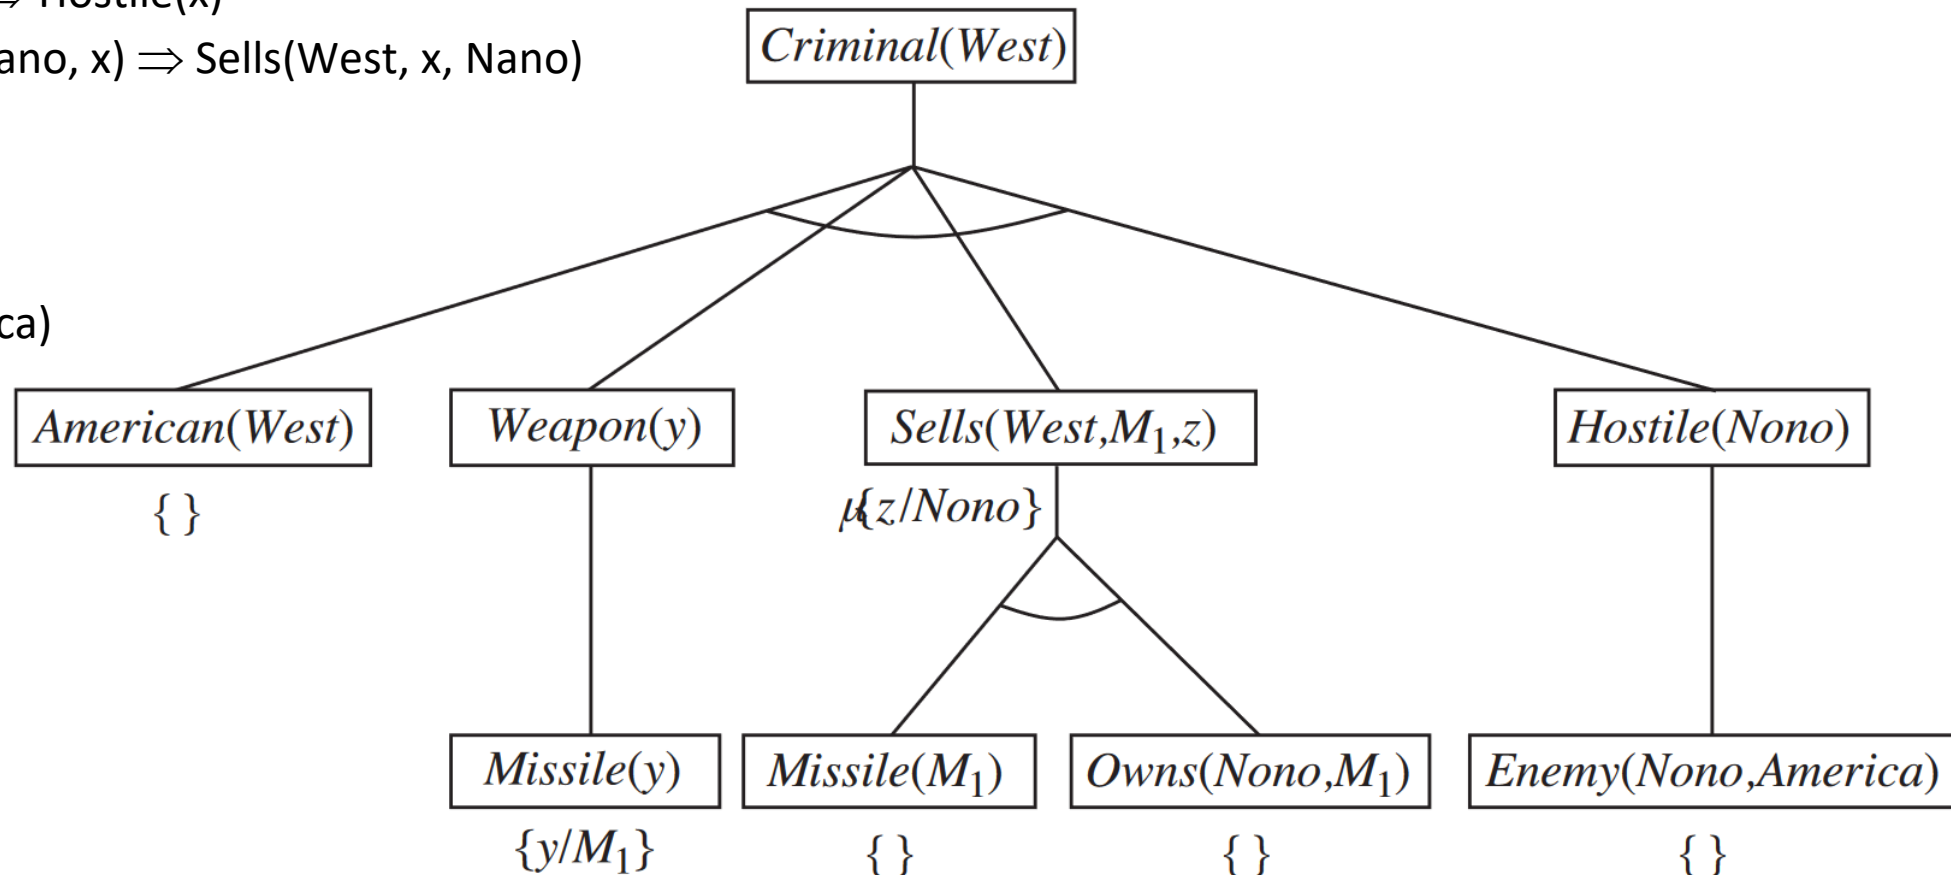 ⇒ Hostile(x)
ano, x) ⇒ Sells(West, x, Nano)
ca)
Criminal(West)
American(West) Weapon(y) Sells(West,M₁,z) Hostile(Nono)
{ } {z/Nono}
Missile(y) Missile(M₁) Owns(Nono,M₁) Enemy(Nono,America)
{y/M₁} { } { } { }